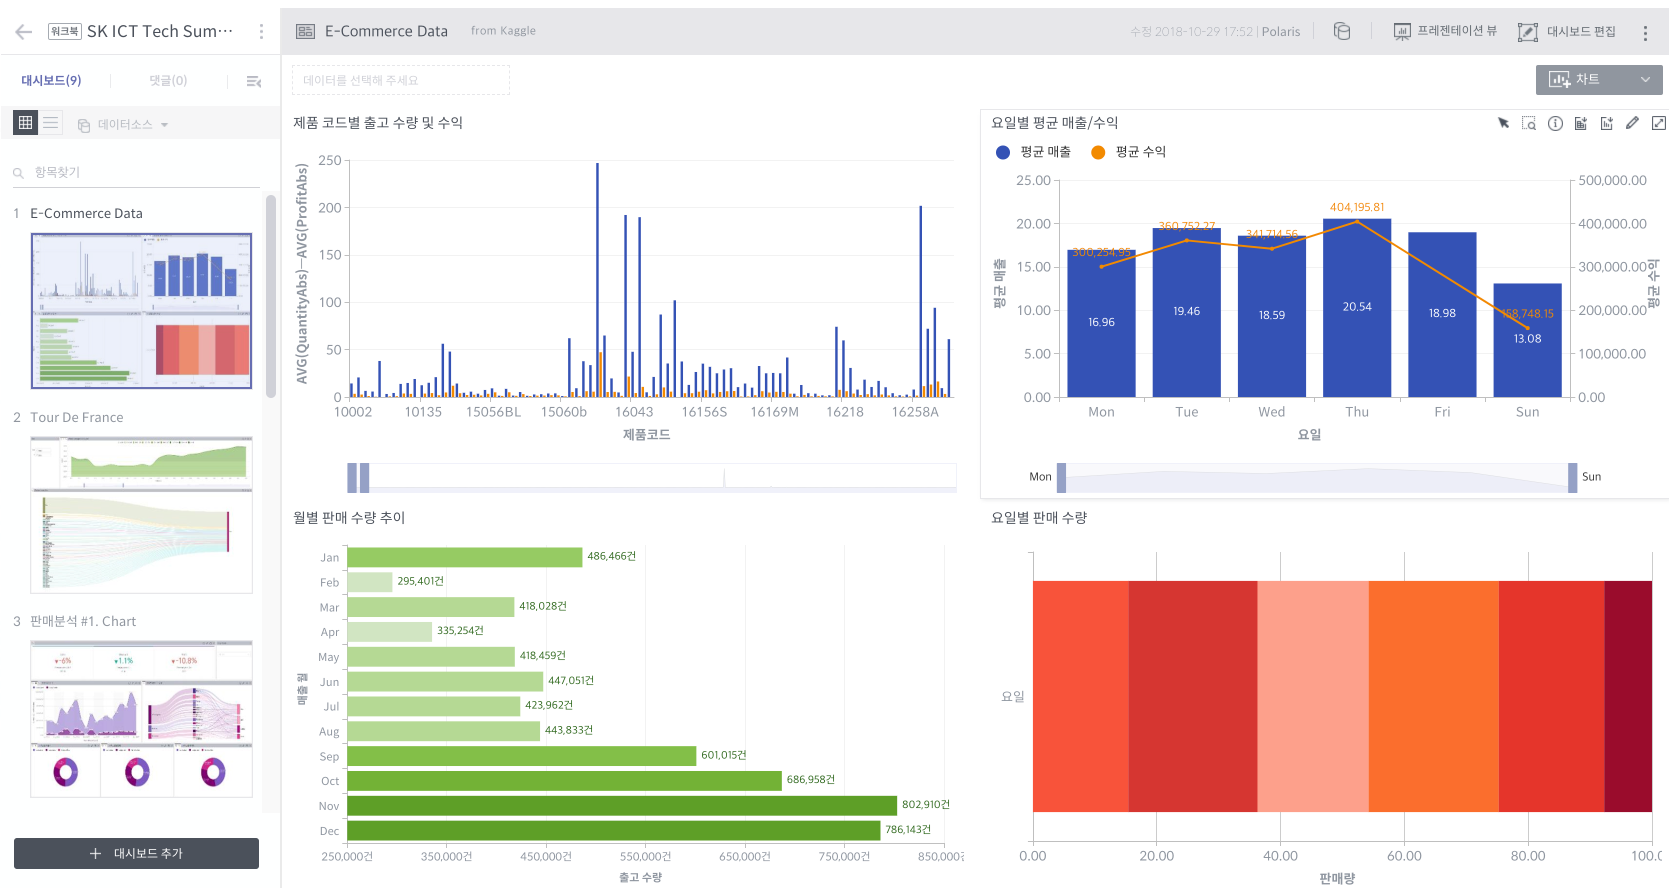 워크북 SK ICT Tech Sum···
대시보드(9)
댓글(0)
데이터소스
항목찾기
1 E-Commerce Data
2 Tour De France
3 판매분석 #1. Chart
▼-6%
▼1.1%
▼-10.8%
+ 대시보드 추가
E-Commerce Data from Kaggle
수정 2018-10-29 17:52 | Polaris
프레젠테이션 뷰
대시보드 편집
데이터를 선택해 주세요
차트
제품 코드별 출고 수량 및 수익
AVG(QuantityAbs)—AVG(ProfitAbs)
250
200
150
100
50
0
10002 10135 15056BL 15060b 16043 16156S 16169M 16218 16258A
제품코드
요일별 평균 매출/수익
평균 매출 평균 수익
평균 매출
25.00
20.00
15.00
10.00
5.00
0.00
500,000.00
400,000.00
300,000.00
200,000.00
100,000.00
0.00
평균 수익
300,254.95
360,752.27
341,714.56
404,195.81
158,748.15
16.96
19.46
18.59
20.54
18.98
13.08
Mon Tue Wed Thu Fri Sun
요일
Mon
Sun
월별 판매 수량 추이
매출 월
Jan 486,466건
Feb 295,401건
Mar 418,028건
Apr 335,254건
May 418,459건
Jun 447,051건
Jul 423,962건
Aug 443,833건
Sep 601,015건
Oct 686,958건
Nov 802,910건
Dec 786,143건
250,000건 350,000건 450,000건 550,000건 650,000건 750,000건 850,000
출고 수량
요일별 판매 수량
요일
0.00 20.00 40.00 60.00 80.00 100.0
판매량